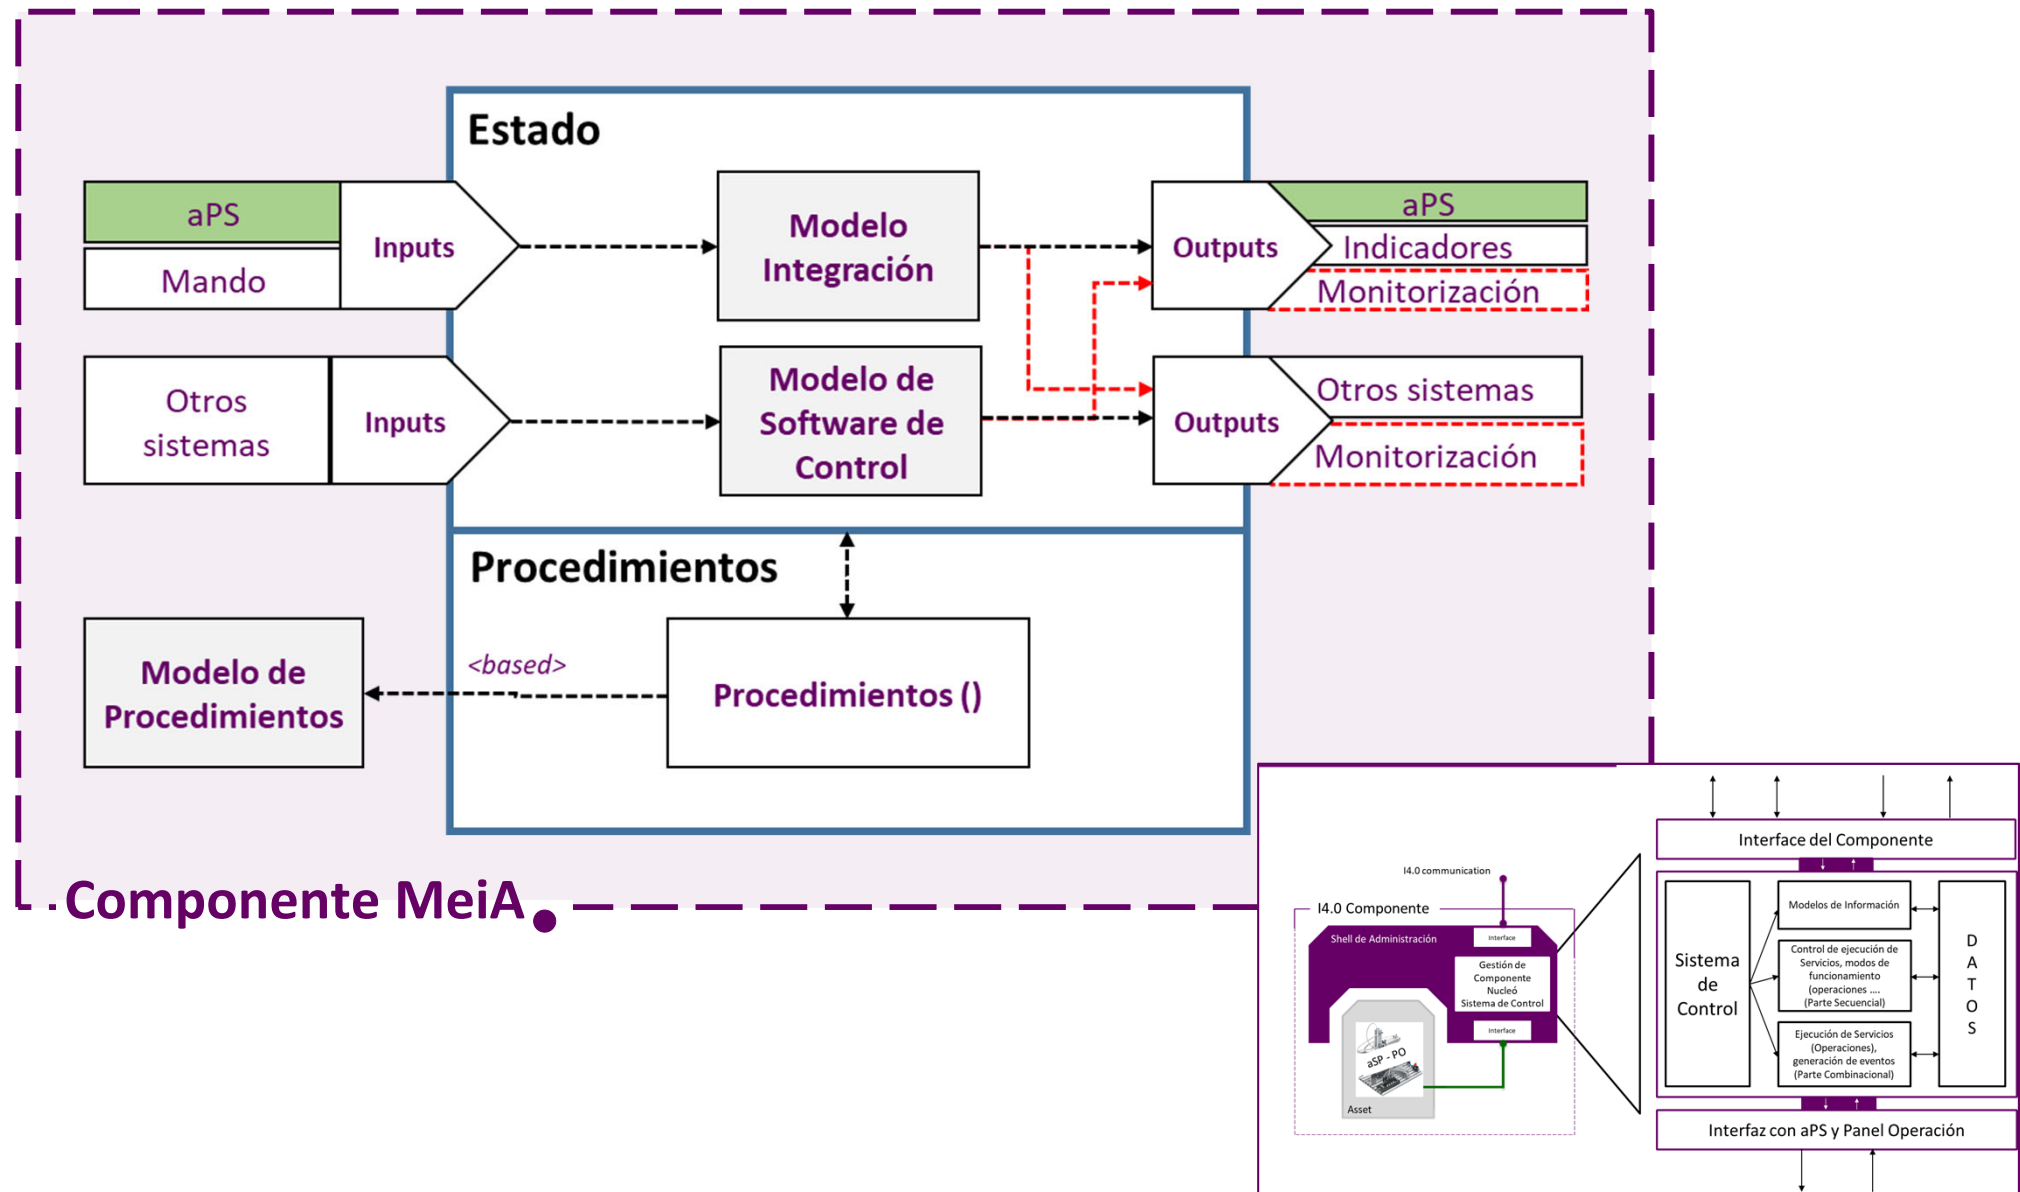 Estado
aPS
Mando
Inputs
Modelo
Integración
Outputs
aPS
Indicadores
Monitorización
Otros
sistemas
Inputs
Modelo de
Software de
Control
Outputs
Otros sistemas
Monitorización
Procedimientos
<based>
Modelo de
Procedimientos
Procedimientos ()
Componente MeiA
I4.0 communication
I4.0 Componente
Shell de Administración
Interface
Gestión de
Componente
Nucleó
Sistema de Control
Interface
aSP - PO
Asset
Interface del Componente
Sistema
de
Control
Modelos de Información
Control de ejecución de
Servicios, modos de
funcionamiento
(operaciones ....
(Parte Secuencial)
Ejecución de Servicios
(Operaciones),
generación de eventos
(Parte Combinacional)
D
A
T
O
S
Interfaz con aPS y Panel Operación